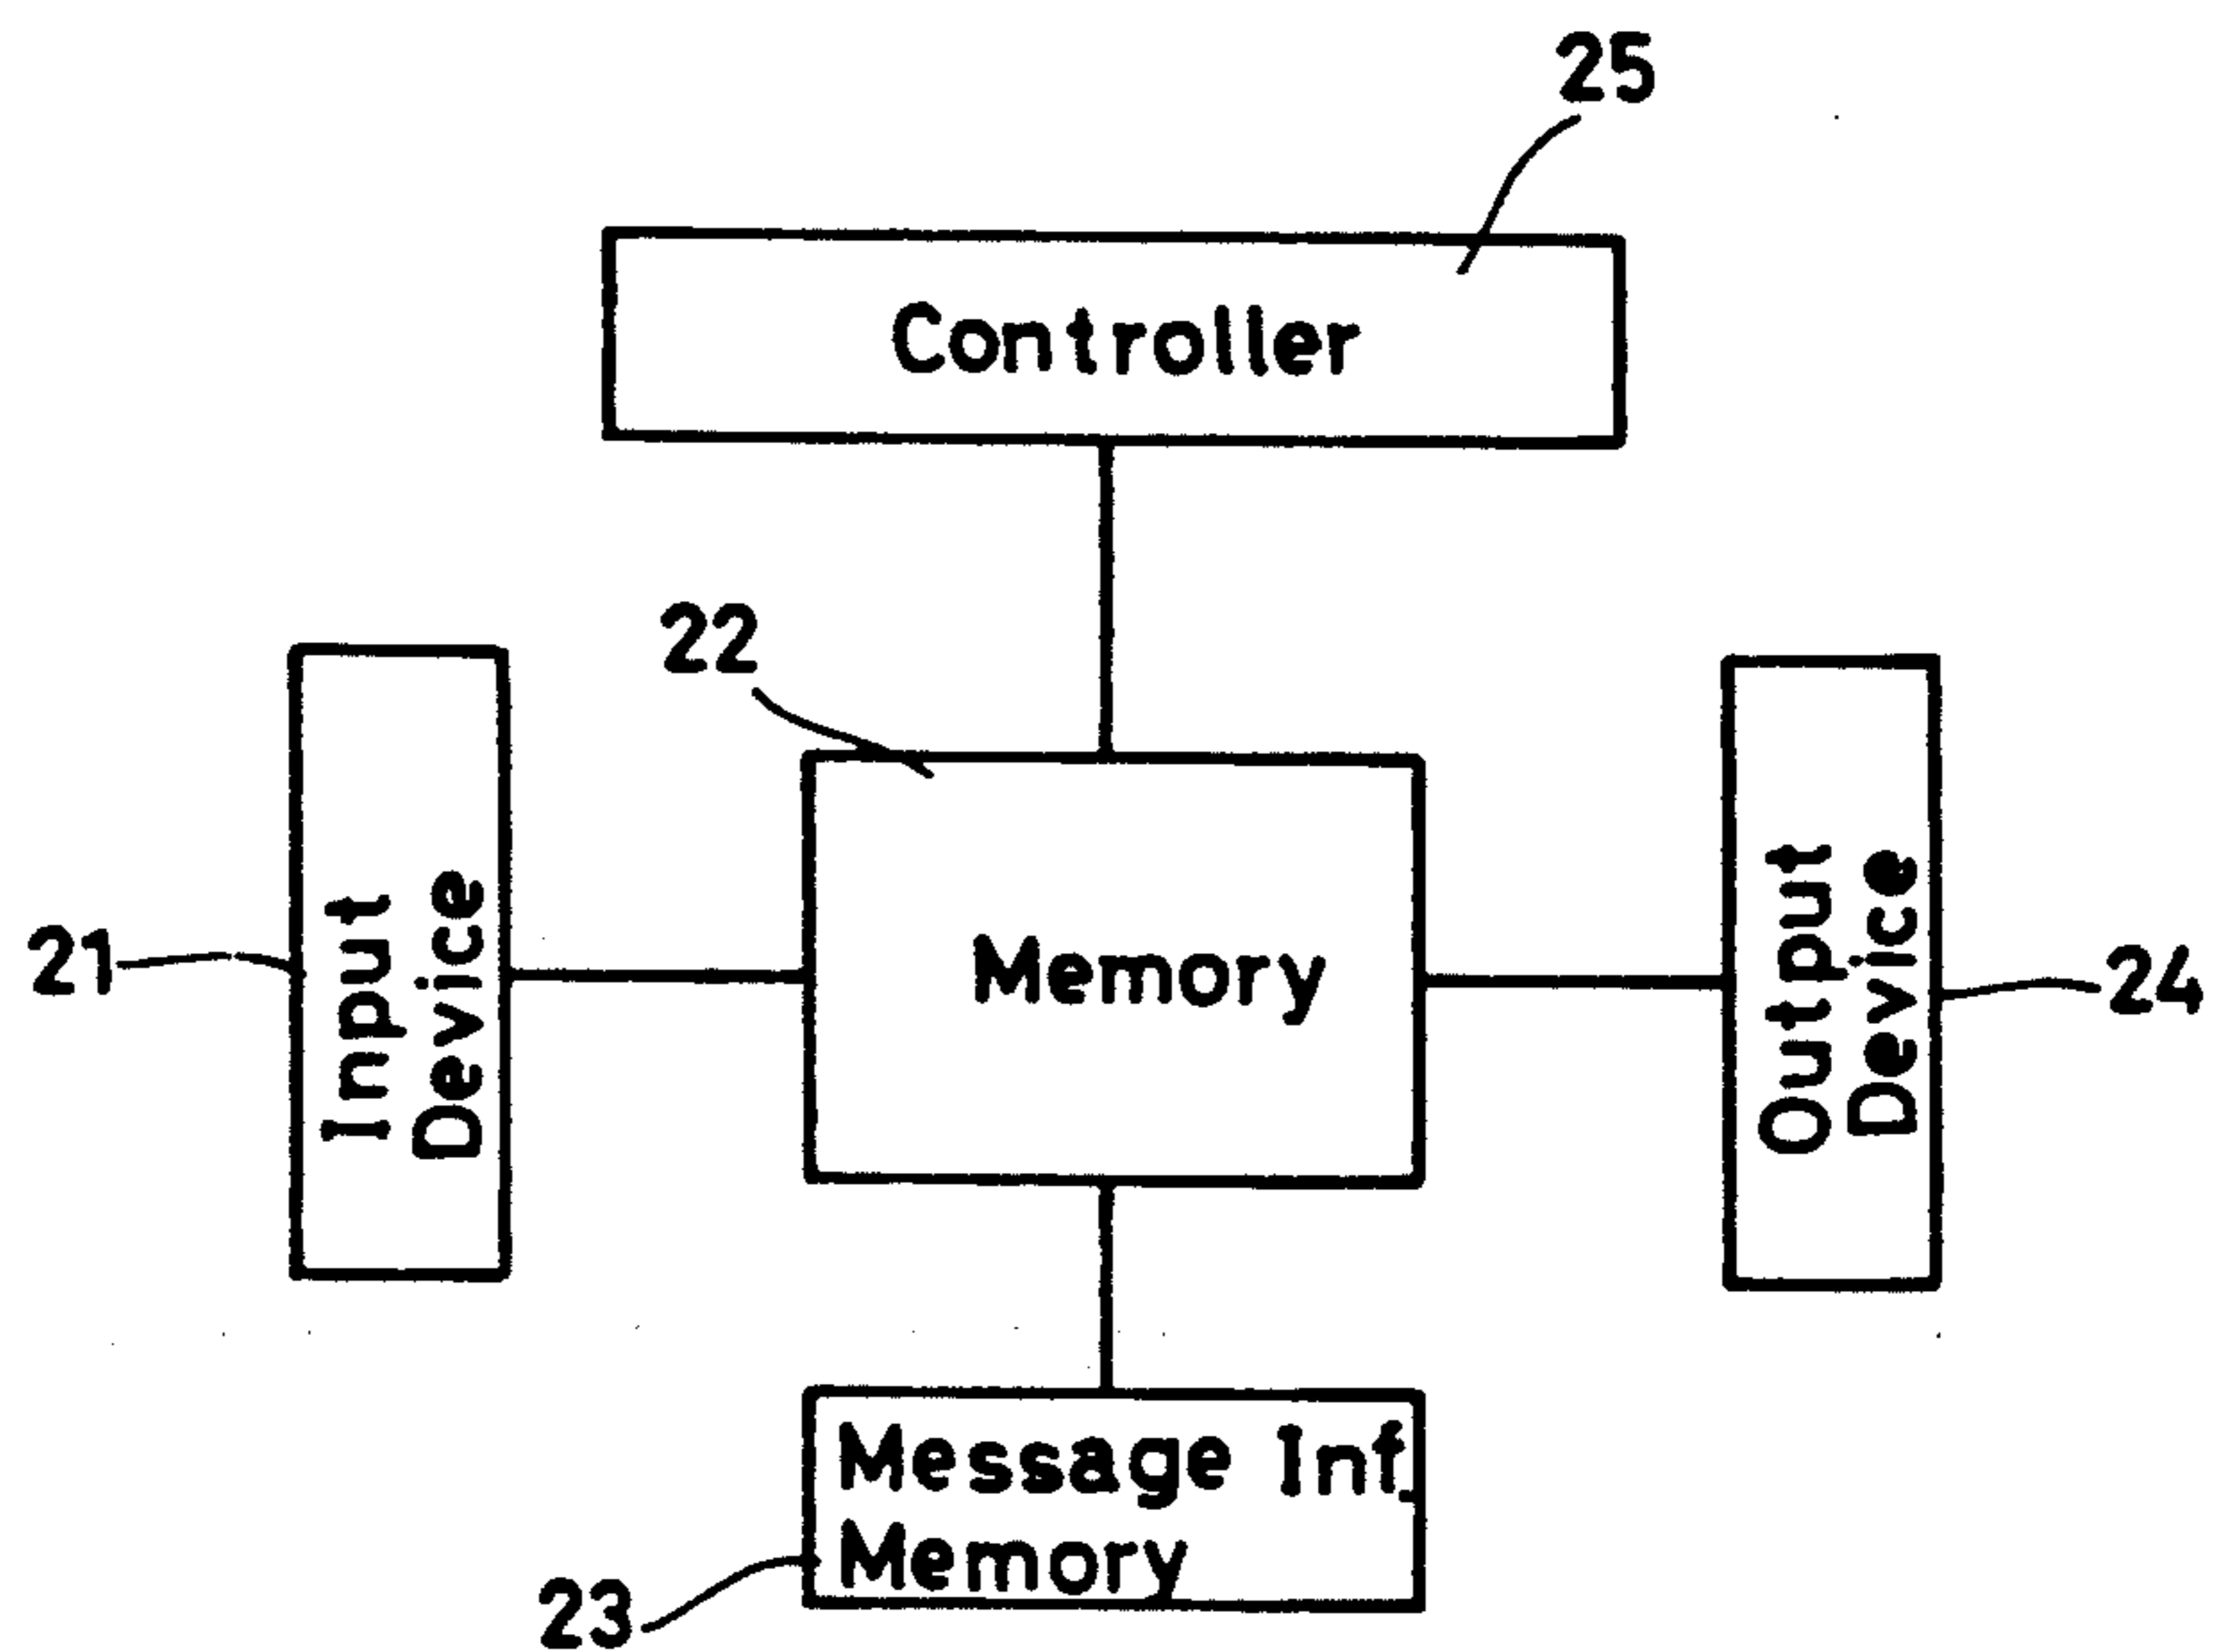 25
Controller
22
21
Input
Device
Memory
Output
Device
24
Message Inf.
Memory
23